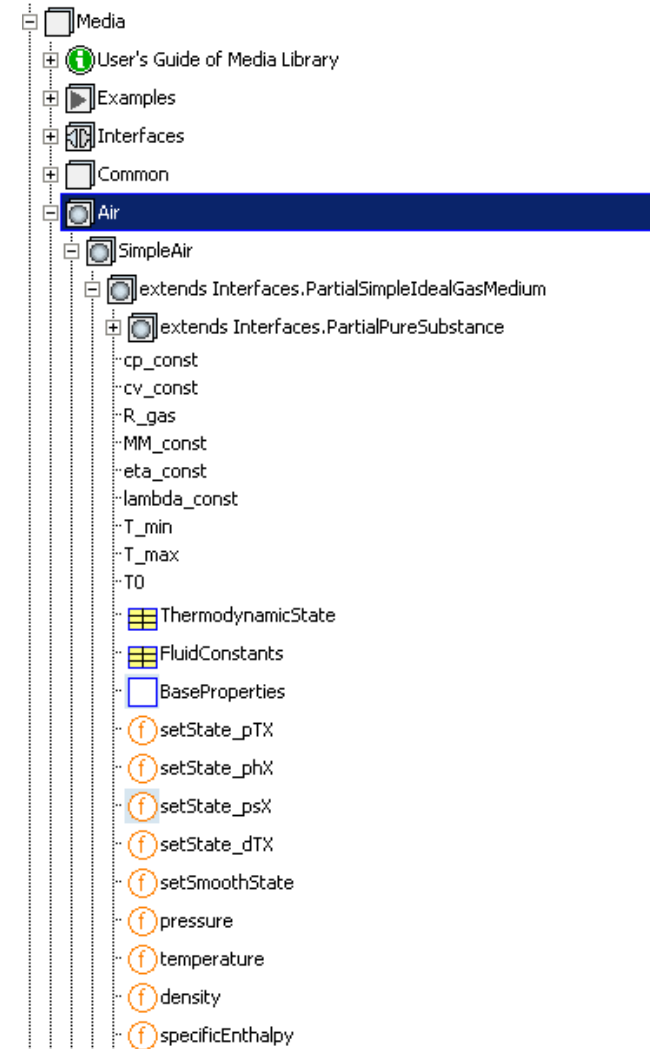 Media
User's Guide of Media Library
Examples
Interfaces
Common
Air
SimpleAir
extends Interfaces.PartialSimpleIdealGasMedium
extends Interfaces.PartialPureSubstance
cp_const
cv_const
R_gas
MM_const
eta_const
lambda_const
T_min
T_max
T0
ThermodynamicState
FluidConstants
BaseProperties
setState_pTX
setState_phX
setState_psX
setState_dTX
setSmoothState
pressure
temperature
density
specificEnthalpy